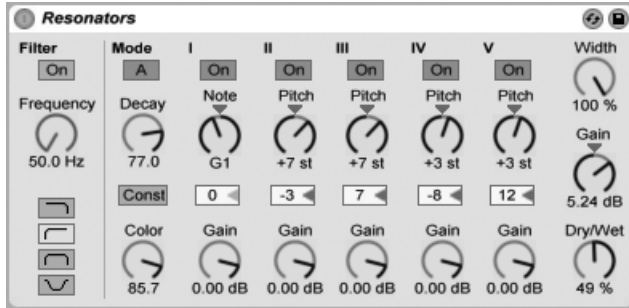 Resonators
Filter Mode I II III IV V Width
On A On On On On On
Frequency Decay Note Pitch Pitch Pitch Pitch
100 %
50.0 Hz 77.0 G1 +7 st +7 st +3 st +3 st
Gain
Const 0 -3 7 -8 12
5.24 dB
Color Gain Gain Gain Gain Gain Dry/Wet
85.7 0.00 dB 0.00 dB 0.00 dB 0.00 dB 0.00 dB 49 %